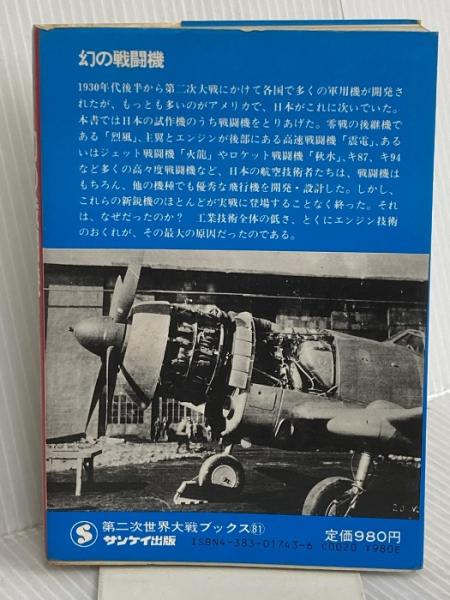 幻の戦闘機
1930年代後半から第二次大戦にかけて各国で多くの軍用機が開発さ
れたが、もっとも多いのがアメリカで、日本がこれに次いでいた。
本書では日本の試作機のうち戦闘機をとりあげた。零戦の後継機で
ある「烈風」、主翼とエンジンが後部にある高速戦闘機「震電」、ある
いはジェット戦闘機「火龍」やロケット戦闘機「秋水」、キ87、キ94
など多くの高々度戦闘機など、日本の航空技術者たちは、戦闘機は
もちろん、他の機種でも優秀な飛行機を開発・設計した。しかし、
これらの新鋭機のほとんどが実戦に登場することなく終った。それ
は、なぜだったのか？　工業技術全体の低さ、とくにエンジン技術
のおくれが、その最大の原因だったのである。
S
第二次世界大戦ブックス81
サンケイ出版
定価980円
ISBN4-383-01743-6 C0020 ¥980E